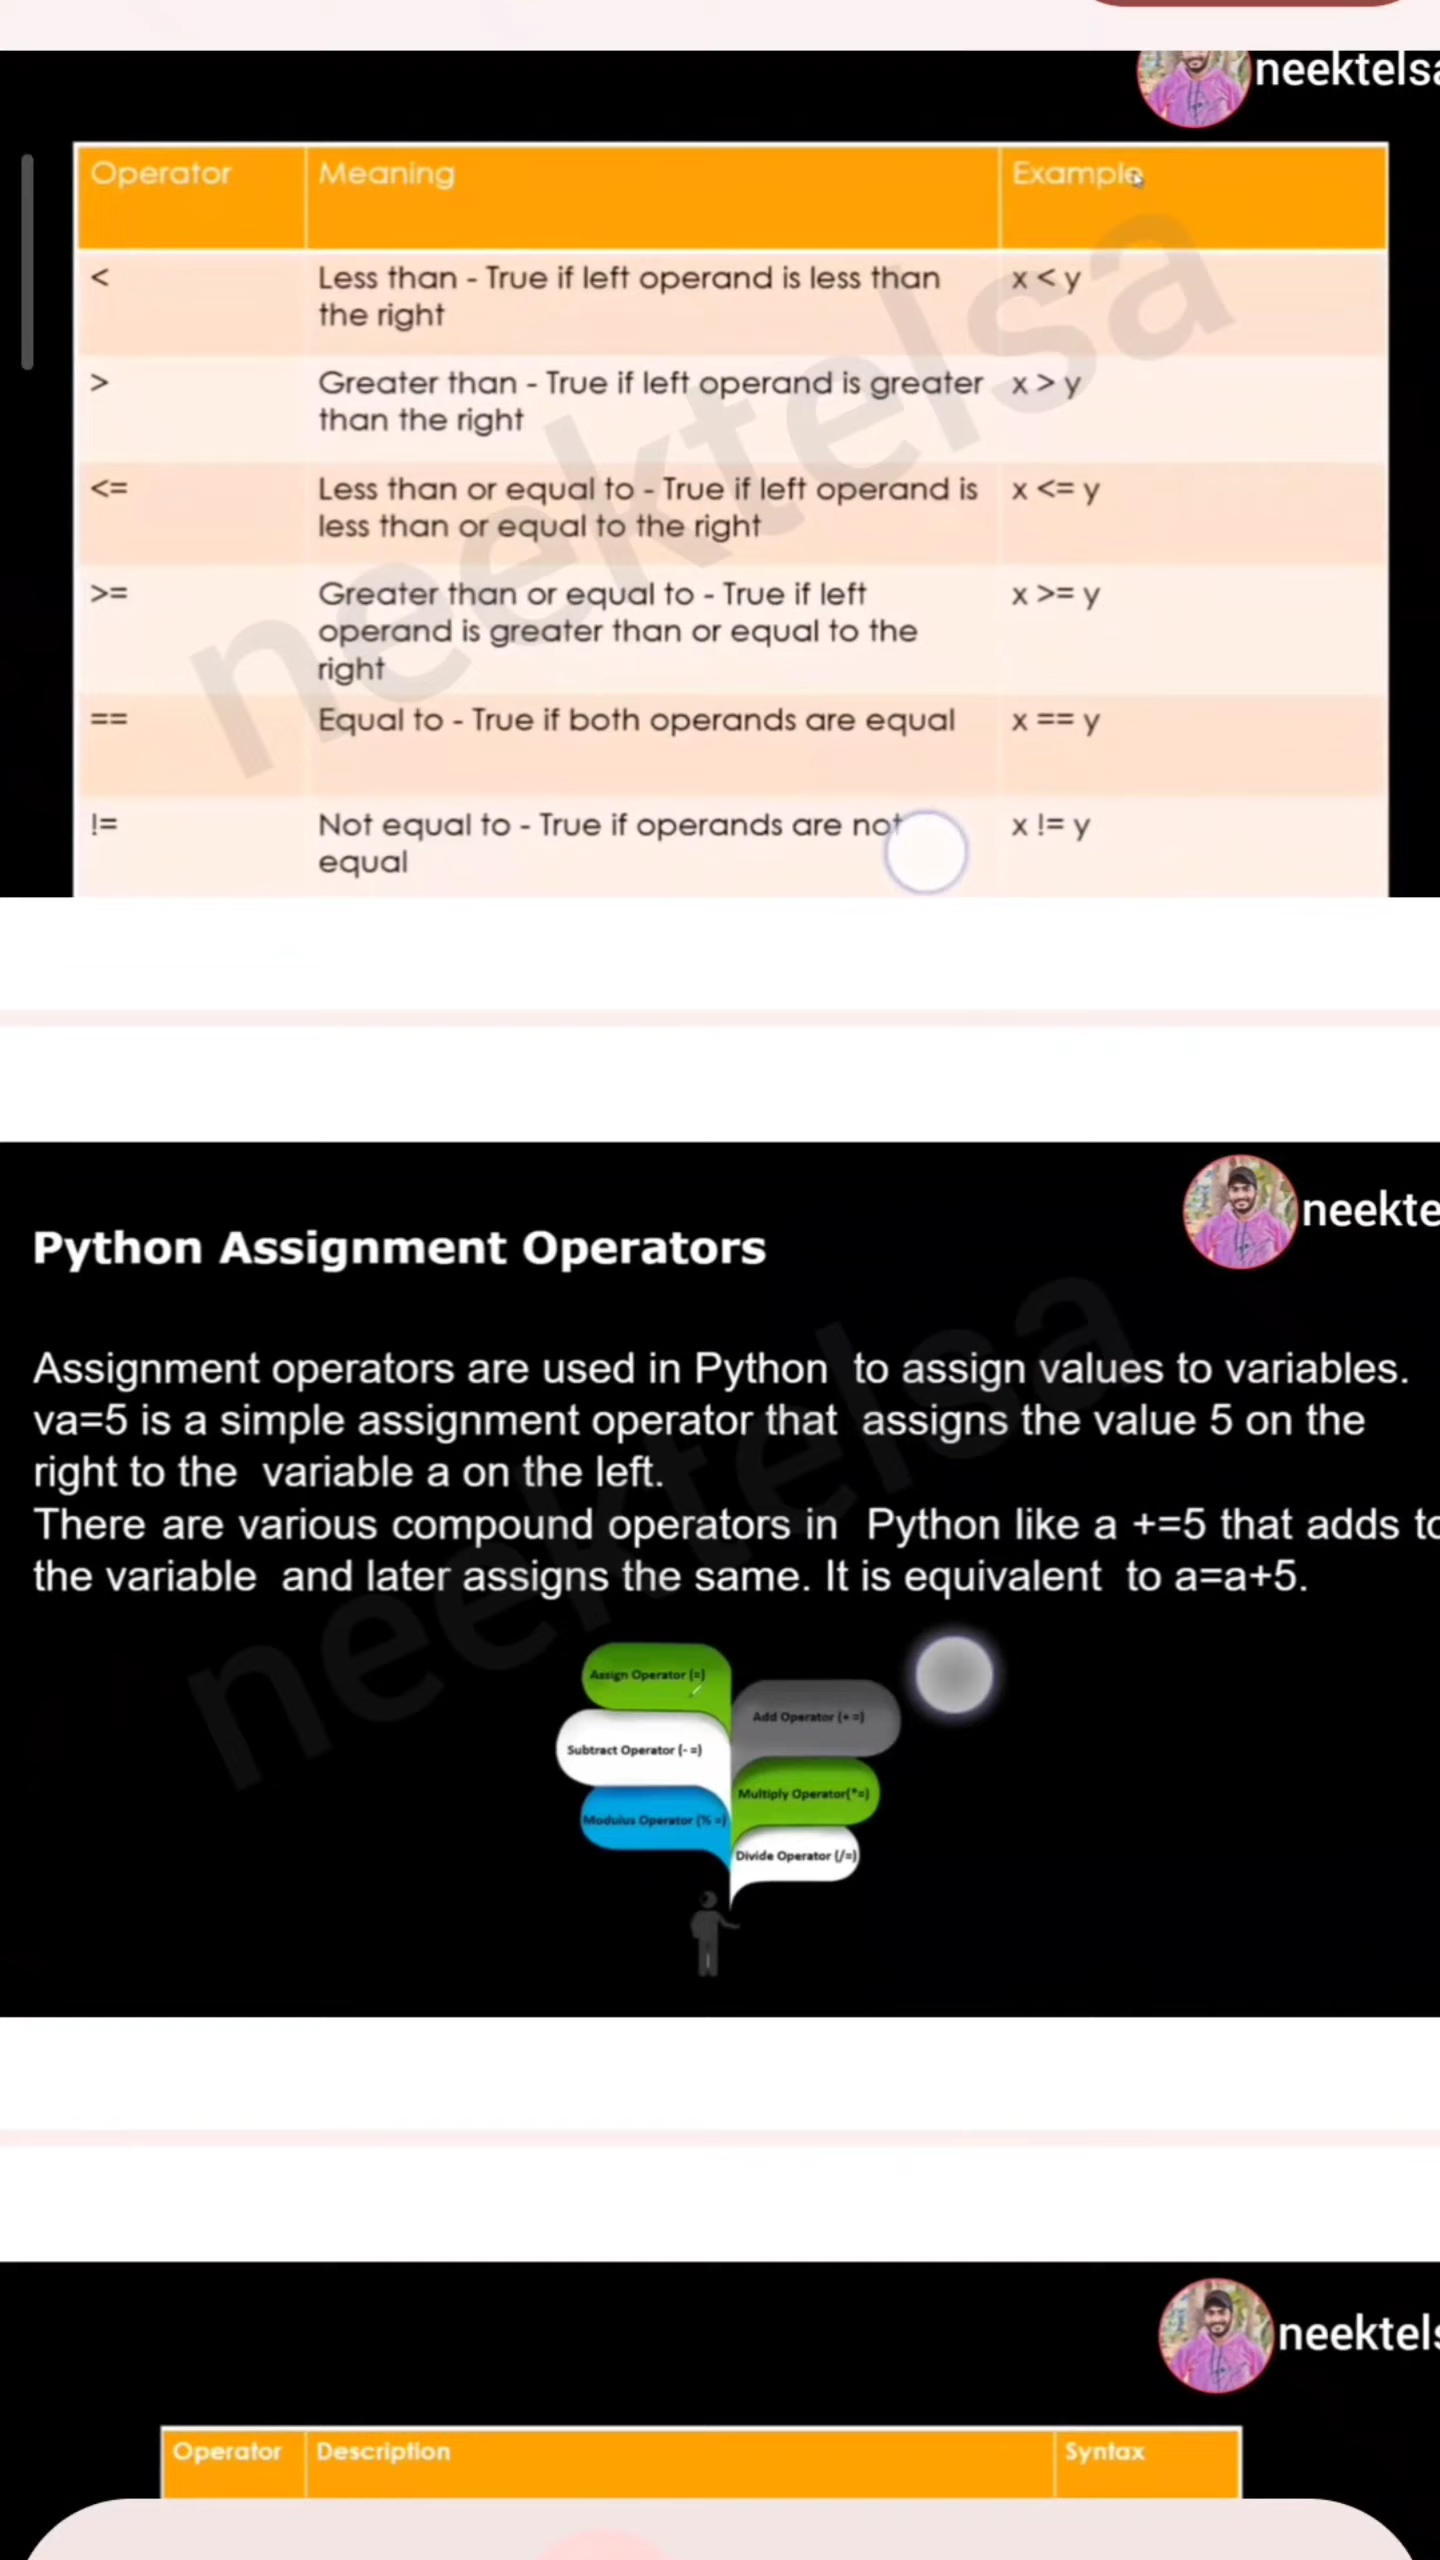 neektelsa
Operator Meaning Example
< Less than - True if left operand is less than x < y
the right
> Greater than - True if left operand is greater x > y
than the right
<= Less than or equal to - True if left operand is x <= y
less than or equal to the right
>= Greater than or equal to - True if left x >= y
operand is greater than or equal to the
right
== Equal to - True if both operands are equal x == y
!= Not equal to - True if operands are not x != y
equal
neektelsa
neekte
Python Assignment Operators
Assignment operators are used in Python to assign values to variables.
va=5 is a simple assignment operator that assigns the value 5 on the
right to the variable a on the left.
There are various compound operators in Python like a +=5 that adds to
the variable and later assigns the same. It is equivalent to a=a+5.
neektelsa
Assign Operator (=)
Add Operator (+ =)
Subtract Operator (- =)
Multiply Operator(*=)
Modulus Operator (% =)
Divide Operator (/=)
neektels
Operator Description Syntax